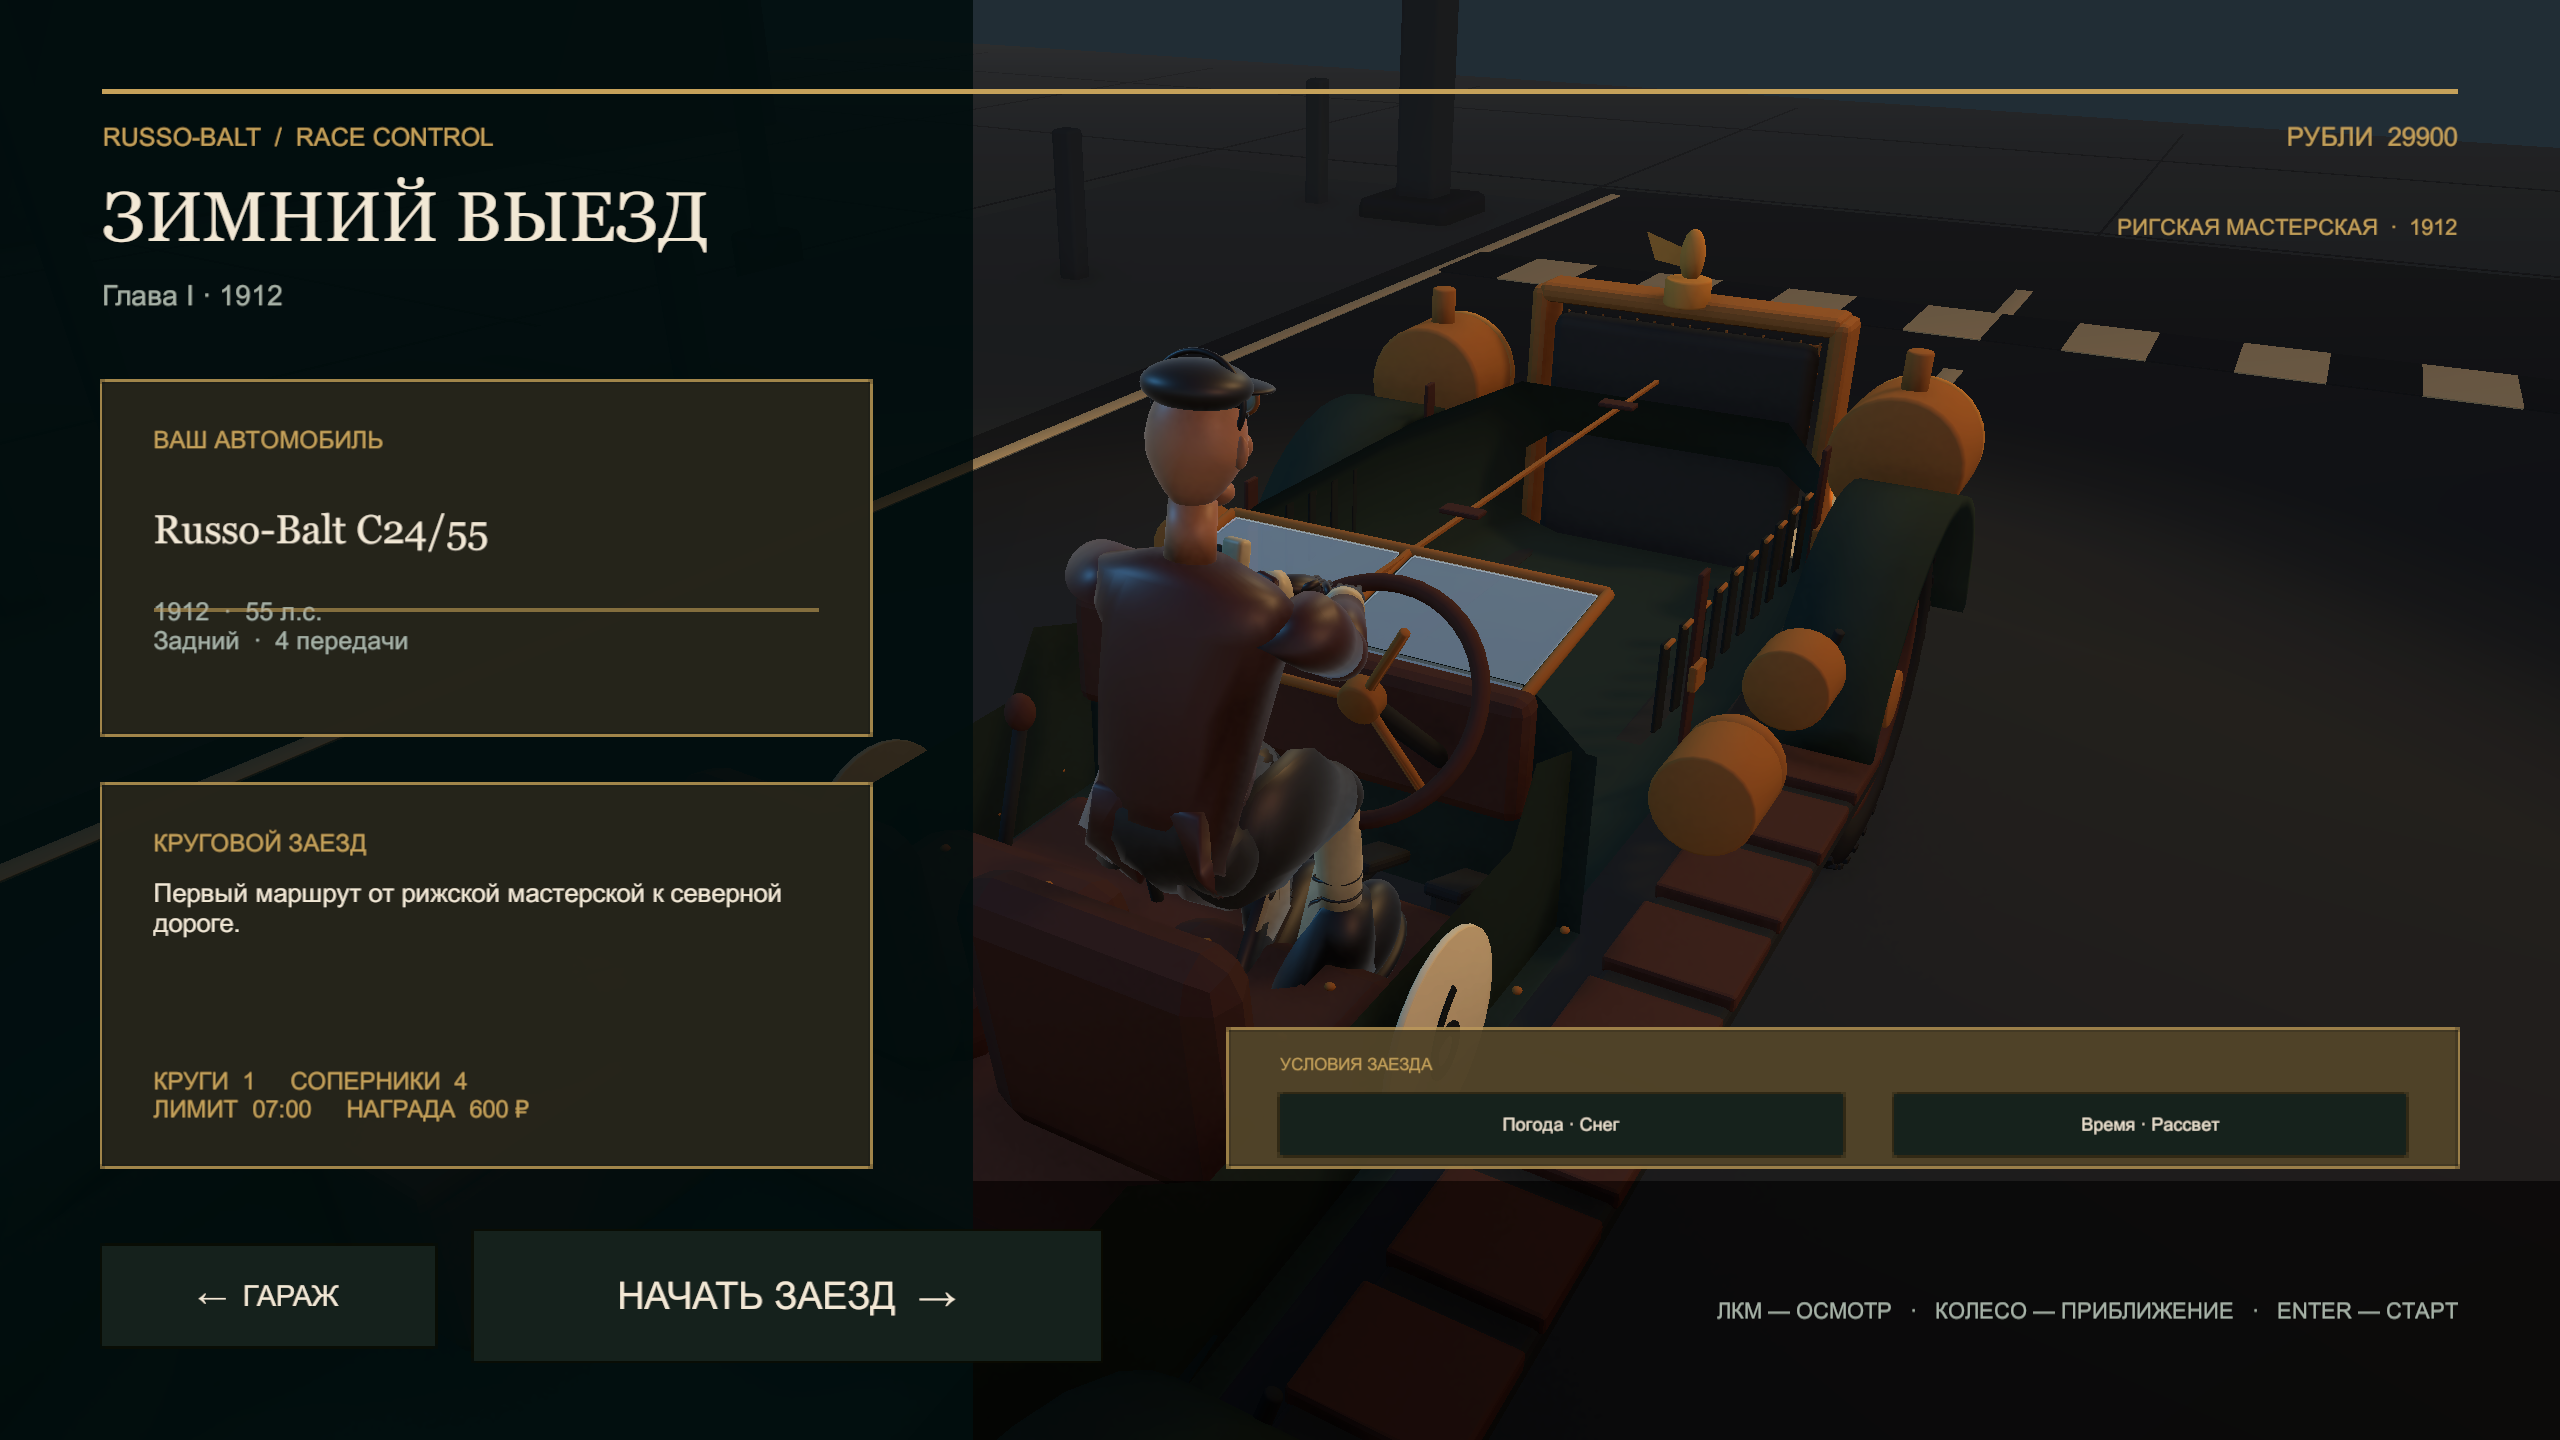 RUSSO-BALT / RACE CONTROL
РУБЛИ 29900
ЗИМНИЙ ВЫЕЗД
РИГСКАЯ МАСТЕРСКАЯ · 1912
Глава I · 1912
ВАШ АВТОМОБИЛЬ
Russo-Balt C24/55
1912 · 55 л.с.
Задний · 4 передачи
КРУГОВОЙ ЗАЕЗД
Первый маршрут от рижской мастерской к северной
дороге.
КРУГИ 1 СОПЕРНИКИ 4
ЛИМИТ 07:00 НАГРАДА 600 ₽
УСЛОВИЯ ЗАЕЗДА
Погода · Снег
Время · Рассвет
← ГАРАЖ
НАЧАТЬ ЗАЕЗД →
ЛКМ — ОСМОТР · КОЛЕСО — ПРИБЛИЖЕНИЕ · ENTER — СТАРТ